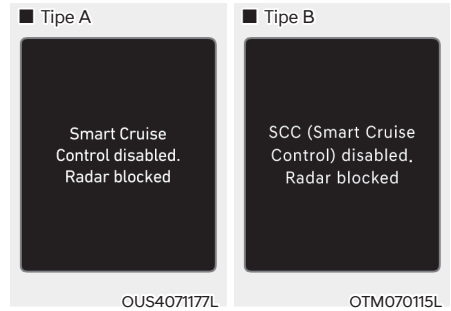 ■ Tipe A
Smart Cruise
Control disabled.
Radar blocked
OUS4071177L
■ Tipe B
SCC (Smart Cruise
Control) disabled.
Radar blocked
OTM070115L